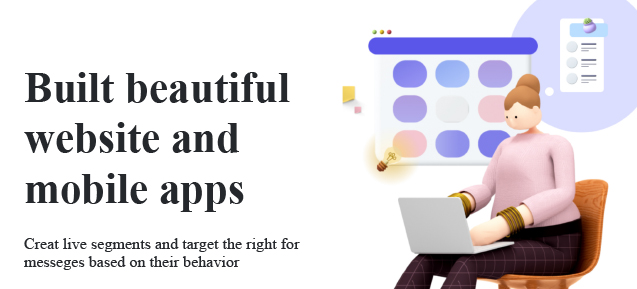 Built beautiful
website and
mobile apps
Creat live segments and target the right for
messeges based on their behavior